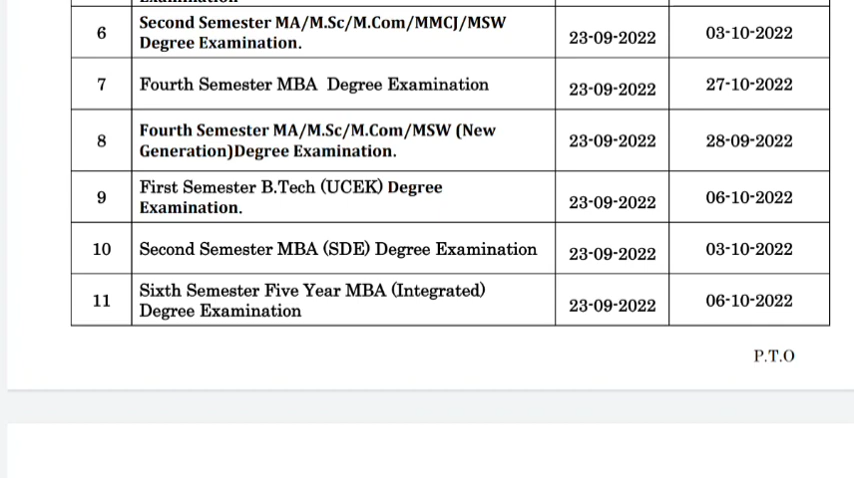 6
Second Semester MA/M.Sc/M.Com/MMCJ/MSW
Degree Examination.
23-09-2022
03-10-2022
7
Fourth Semester MBA Degree Examination
23-09-2022
27-10-2022
8
Fourth Semester MA/M.Sc/M.Com/MSW (New
Generation)Degree Examination.
23-09-2022
28-09-2022
9
First Semester B.Tech (UCEK) Degree
Examination.
23-09-2022
06-10-2022
10
Second Semester MBA (SDE) Degree Examination
23-09-2022
03-10-2022
11
Sixth Semester Five Year MBA (Integrated)
Degree Examination
23-09-2022
06-10-2022
P.T.O